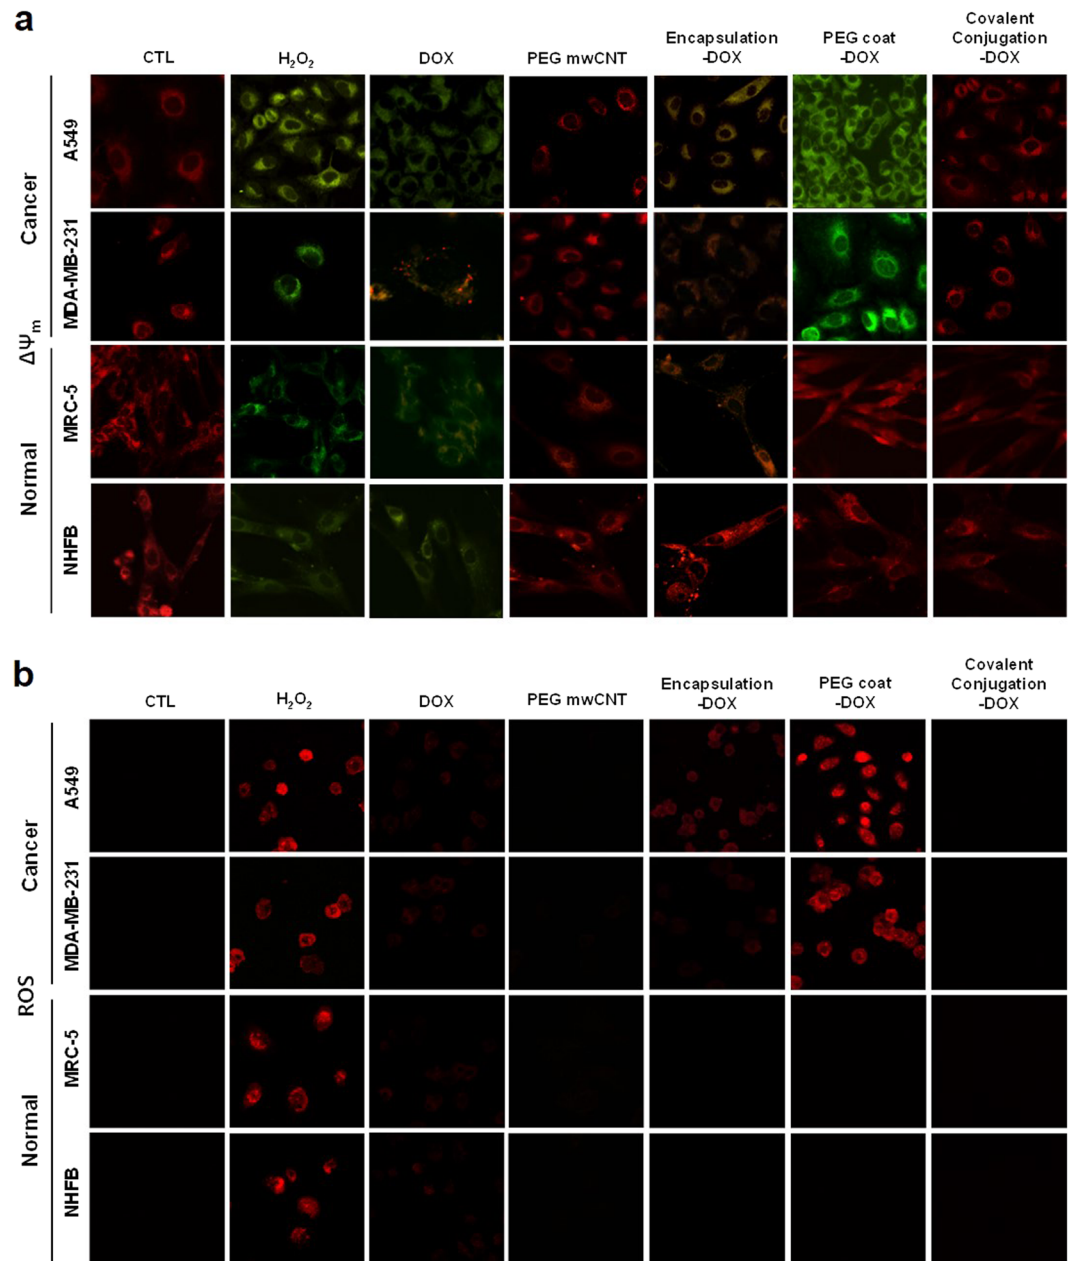 a
CTL
H₂O₂
DOX
PEG mwCNT
Encapsulation
-DOX
PEG coat
-DOX
Covalent
Conjugation
-DOX
ΔΨm
Cancer
A549
MDA-MB-231
Normal
MRC-5
NHFB
b
CTL
H₂O₂
DOX
PEG mwCNT
Encapsulation
-DOX
PEG coat
-DOX
Covalent
Conjugation
-DOX
ROS
Cancer
A549
MDA-MB-231
Normal
MRC-5
NHFB